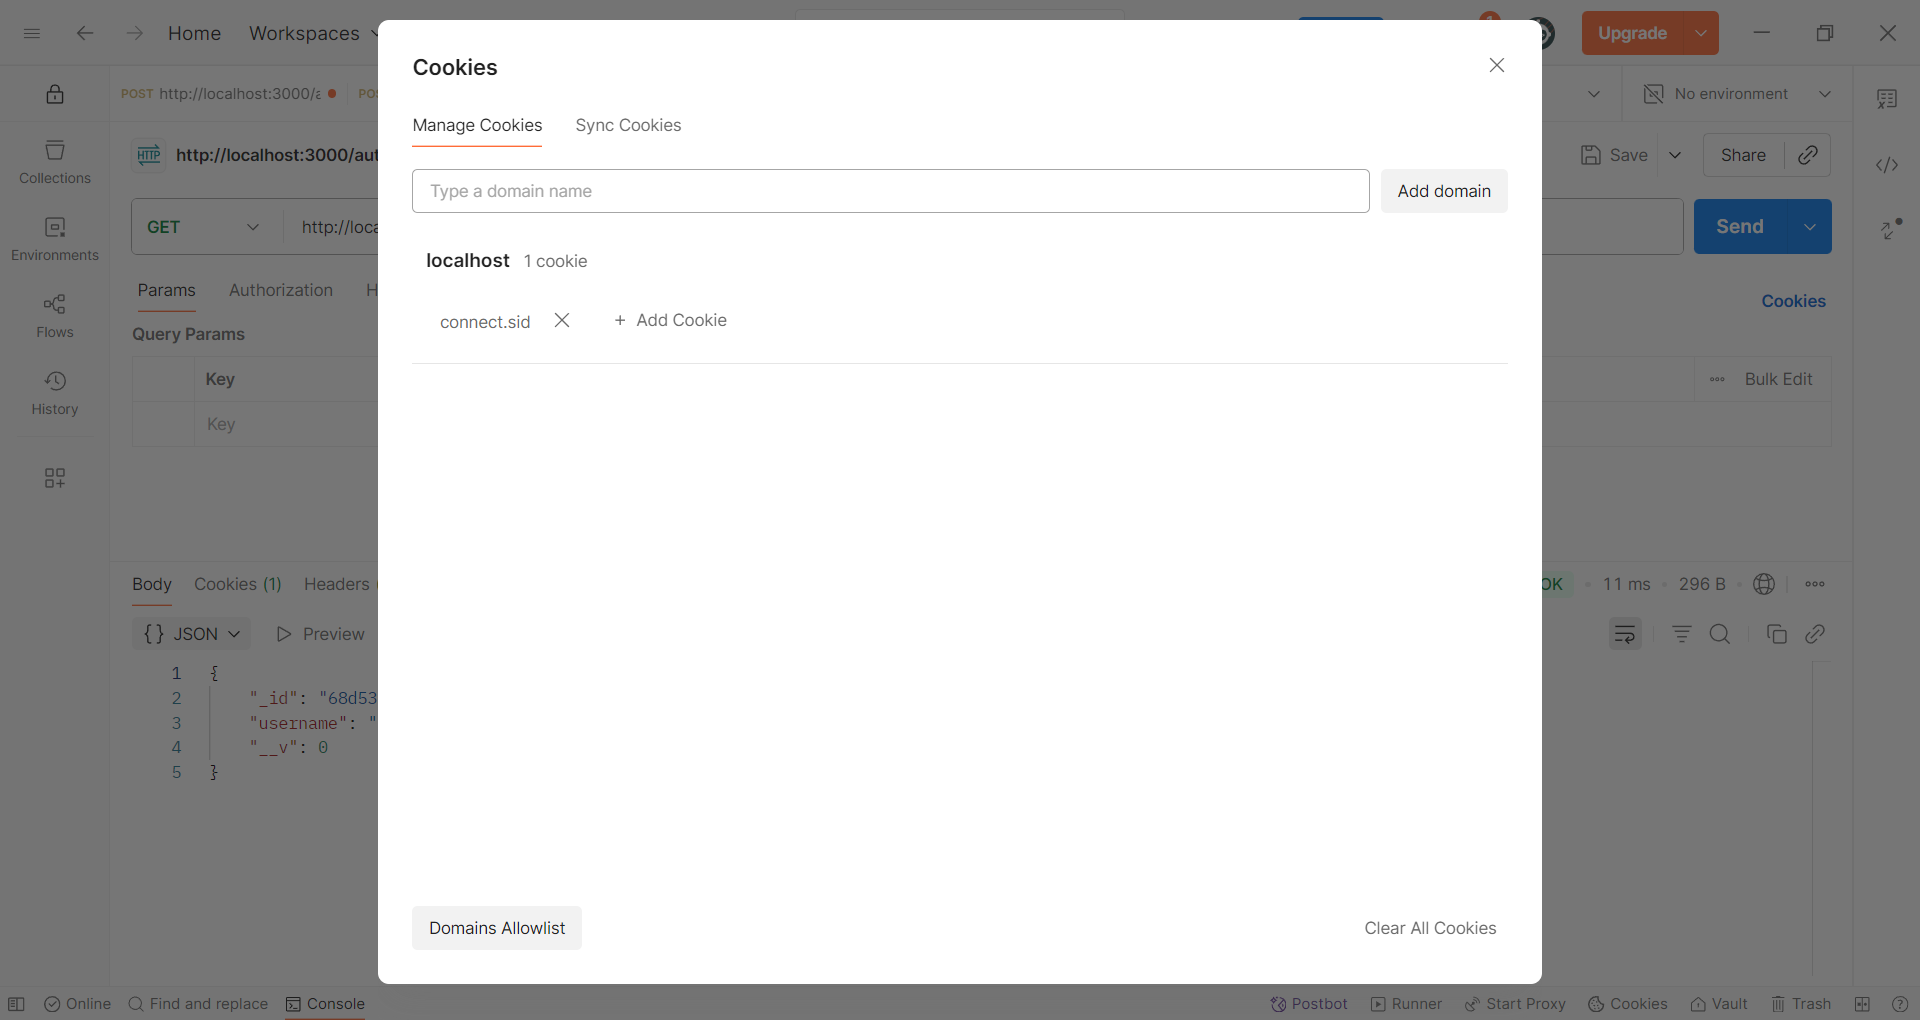 Home
Workspaces
1
Upgrade
POST http://localhost:3000/a
POS
No environment
Collections
Environments
Flows
History
HTTP http://localhost:3000/aut
Save
Share
GET
http://loca
Send
Params
Authorization
H
Cookies
Query Params
Key
Bulk Edit
Key
Cookies
Manage Cookies
Sync Cookies
Type a domain name
Add domain
localhost 1 cookie
connect.sid
+ Add Cookie
Domains Allowlist
Clear All Cookies
Body
Cookies (1)
Headers (
OK
11 ms
296 B
{} JSON
Preview
1 {
2 "_id": "68d53
3 "username": "
4 "__v": 0
5 }
Online
Find and replace
Console
Postbot
Runner
Start Proxy
Cookies
Vault
Trash